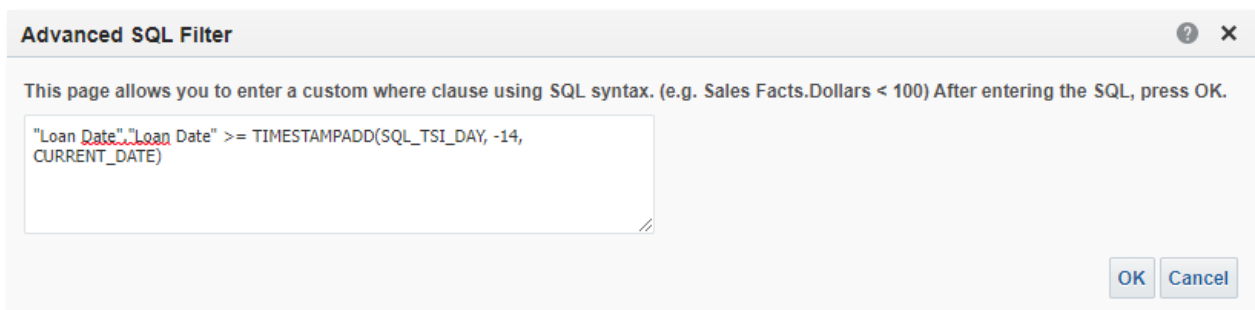 Advanced SQL Filter
This page allows you to enter a custom where clause using SQL syntax. (e.g. Sales Facts.Dollars < 100) After entering the SQL, press OK.
"Loan Date"."Loan Date" >= TIMESTAMPADD(SQL_TSI_DAY, -14,
CURRENT_DATE)
OK Cancel